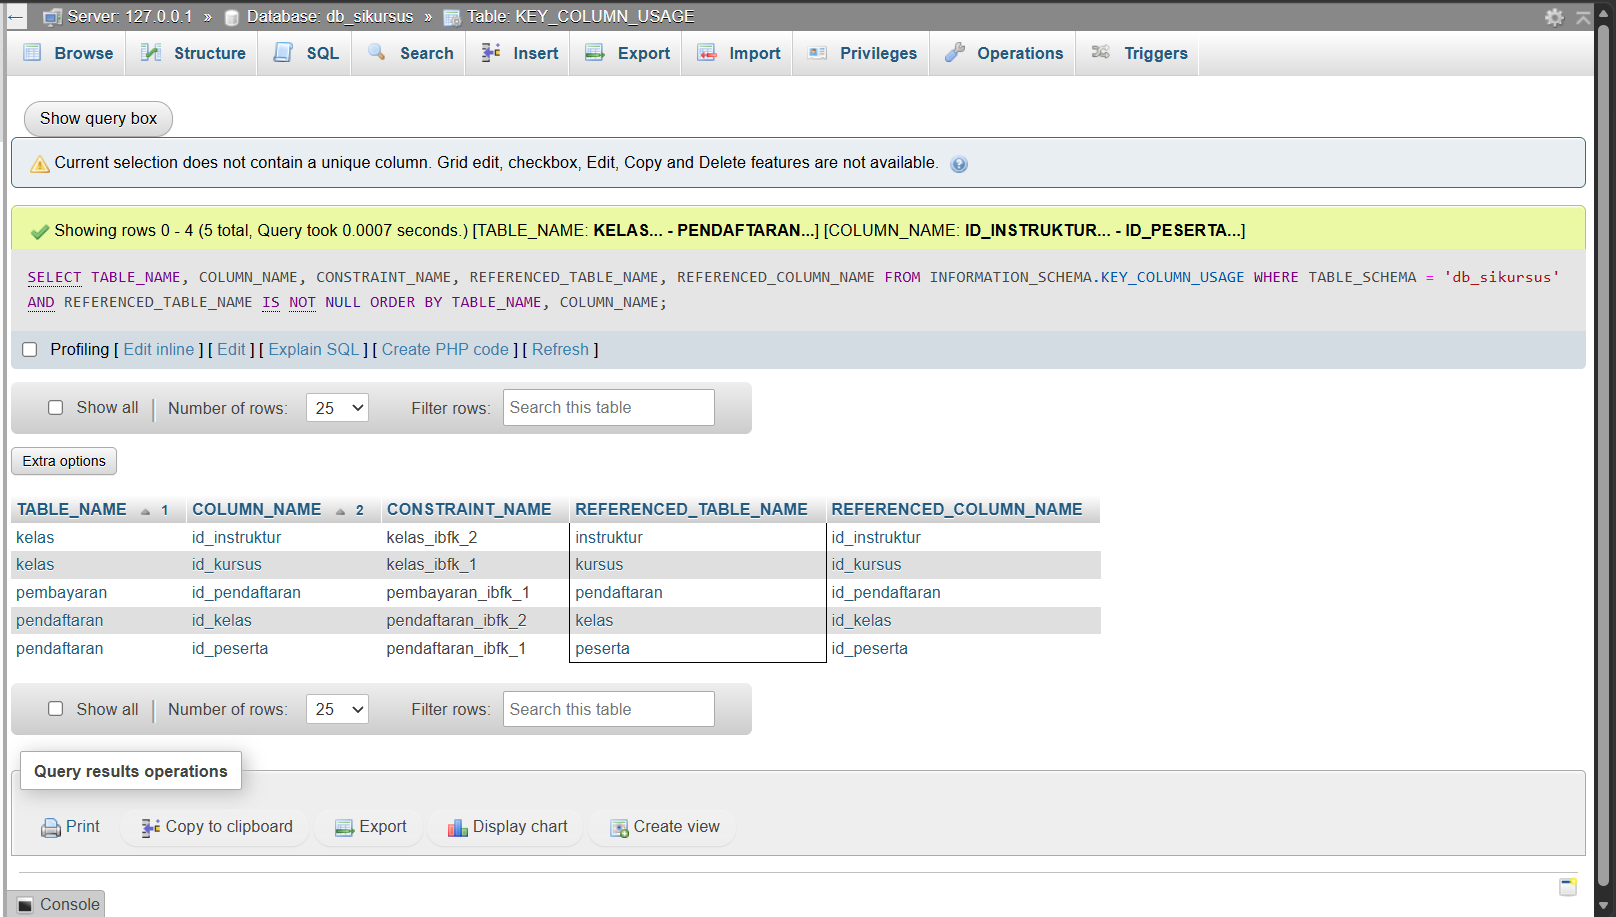 Server: 127.0.0.1 » Database: db_sikursus » Table: KEY_COLUMN_USAGE
Browse Structure SQL Search Insert Export Import Privileges Operations Triggers
Show query box
Current selection does not contain a unique column. Grid edit, checkbox, Edit, Copy and Delete features are not available.
Showing rows 0 - 4 (5 total, Query took 0.0007 seconds.) [TABLE_NAME: KELAS... - PENDAFTARAN...] [COLUMN_NAME: ID_INSTRUKTUR... - ID_PESERTA...]
SELECT TABLE_NAME, COLUMN_NAME, CONSTRAINT_NAME, REFERENCED_TABLE_NAME, REFERENCED_COLUMN_NAME FROM INFORMATION_SCHEMA.KEY_COLUMN_USAGE WHERE TABLE_SCHEMA = 'db_sikursus'
AND REFERENCED_TABLE_NAME IS NOT NULL ORDER BY TABLE_NAME, COLUMN_NAME;
Profiling [ Edit inline ] [ Edit ] [ Explain SQL ] [ Create PHP code ] [ Refresh ]
Show all Number of rows: 25 Filter rows: Search this table
Extra options
TABLE_NAME 1 COLUMN_NAME 2 CONSTRAINT_NAME REFERENCED_TABLE_NAME REFERENCED_COLUMN_NAME
kelas id_instruktur kelas_ibfk_2 instruktur id_instruktur
kelas id_kursus kelas_ibfk_1 kursus id_kursus
pembayaran id_pendaftaran pembayaran_ibfk_1 pendaftaran id_pendaftaran
pendaftaran id_kelas pendaftaran_ibfk_2 kelas id_kelas
pendaftaran id_peserta pendaftaran_ibfk_1 peserta id_peserta
Show all Number of rows: 25 Filter rows: Search this table
Query results operations
Print Copy to clipboard Export Display chart Create view
Console